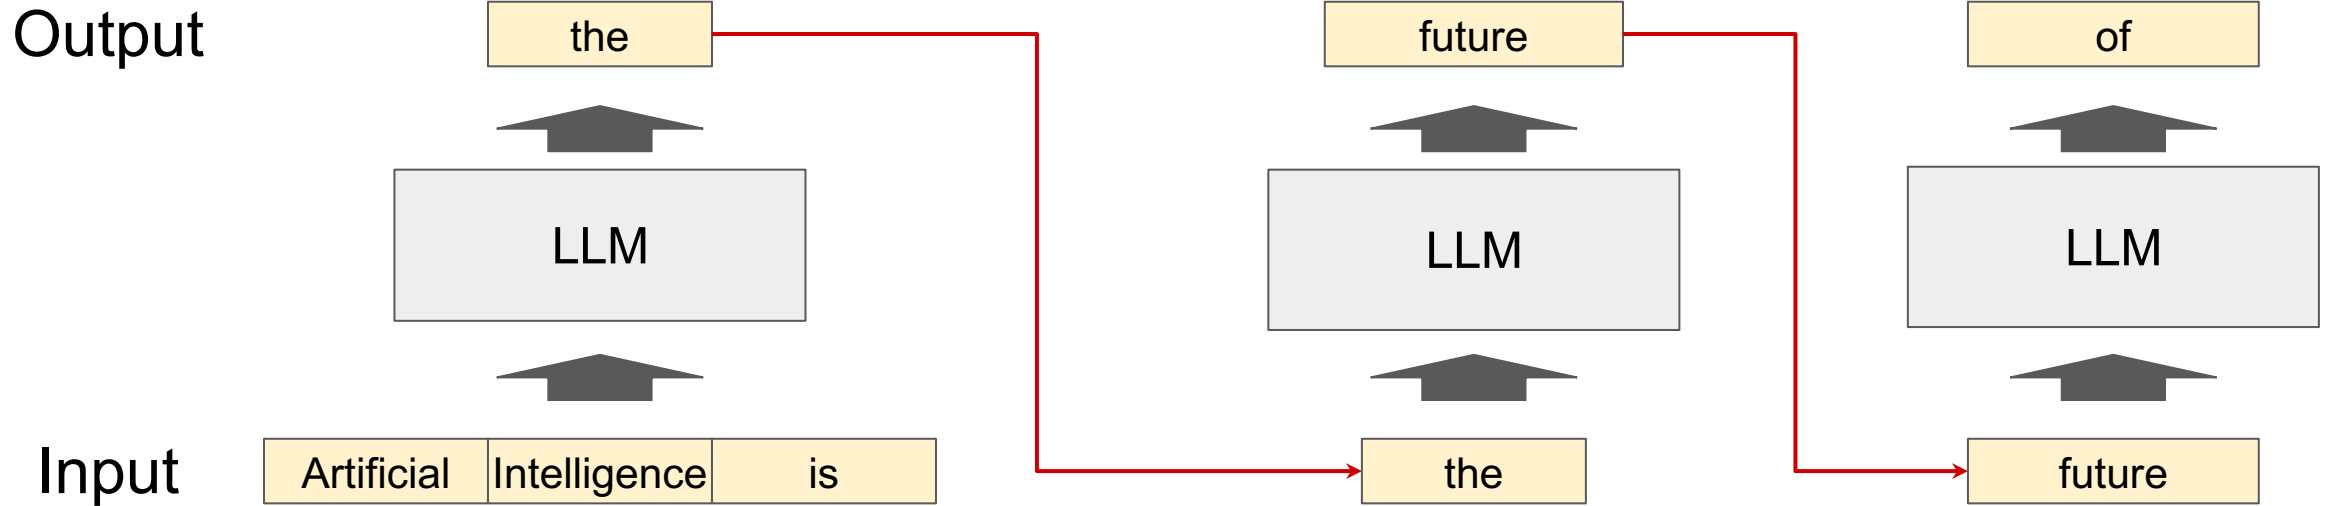 Output the future of
LLM LLM LLM
Input Artificial Intelligence is the future